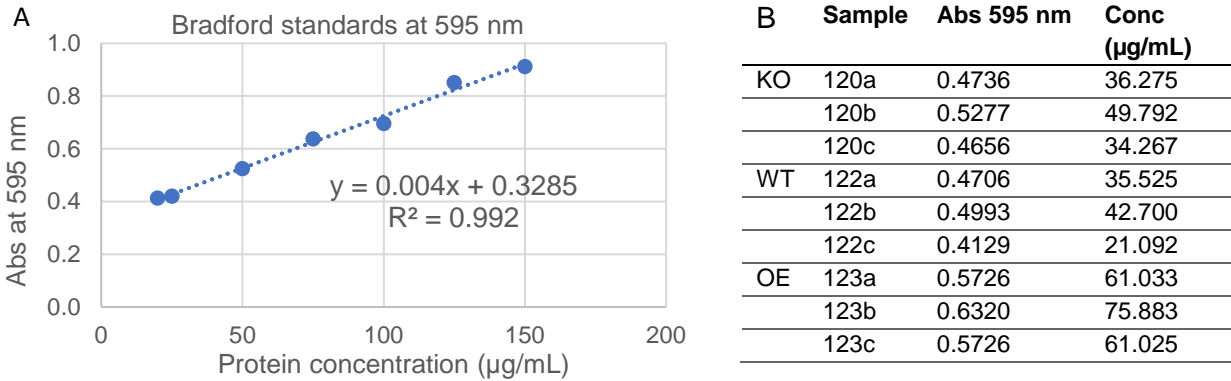 A
Bradford standards at 595 nm
1.0
0.8
0.6
0.4
0.2
0.0
Abs at 595 nm
y = 0.004x + 0.3285
R² = 0.992
0 50 100 150 200
Protein concentration (µg/mL)
B Sample Abs 595 nm Conc
(µg/mL)
KO 120a 0.4736 36.275
120b 0.5277 49.792
120c 0.4656 34.267
WT 122a 0.4706 35.525
122b 0.4993 42.700
122c 0.4129 21.092
OE 123a 0.5726 61.033
123b 0.6320 75.883
123c 0.5726 61.025